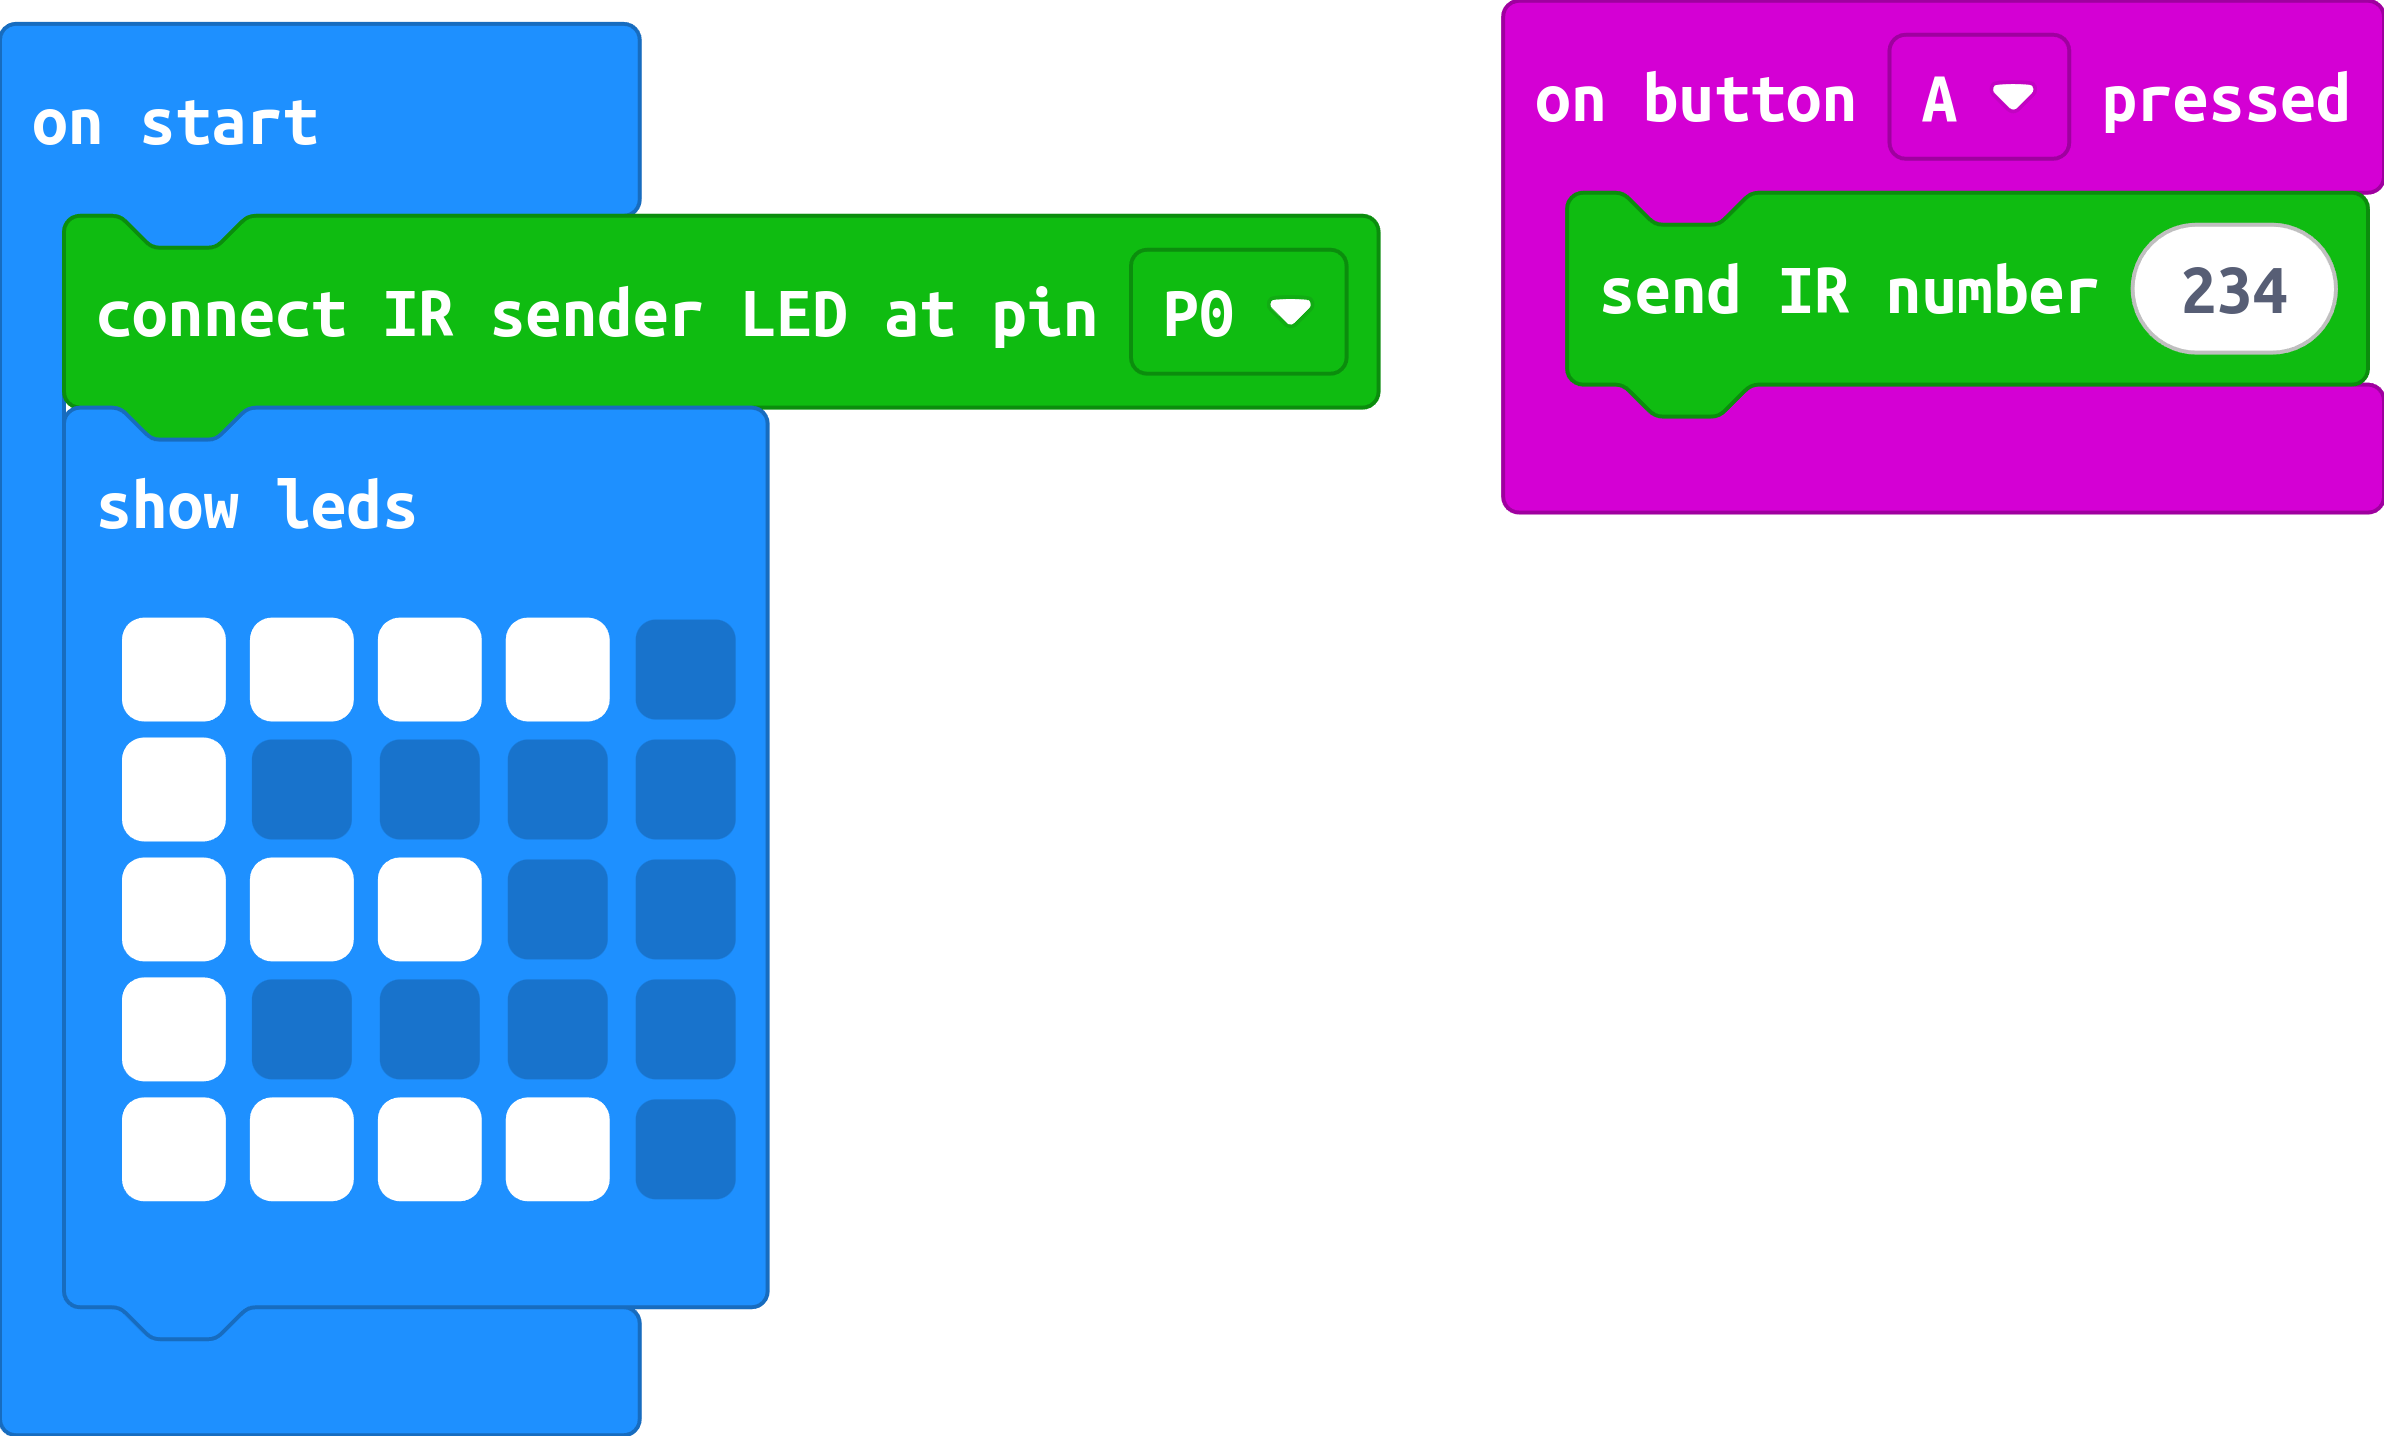 on start
connect IR sender LED at pin P0
show leds
on button A pressed
send IR number 234